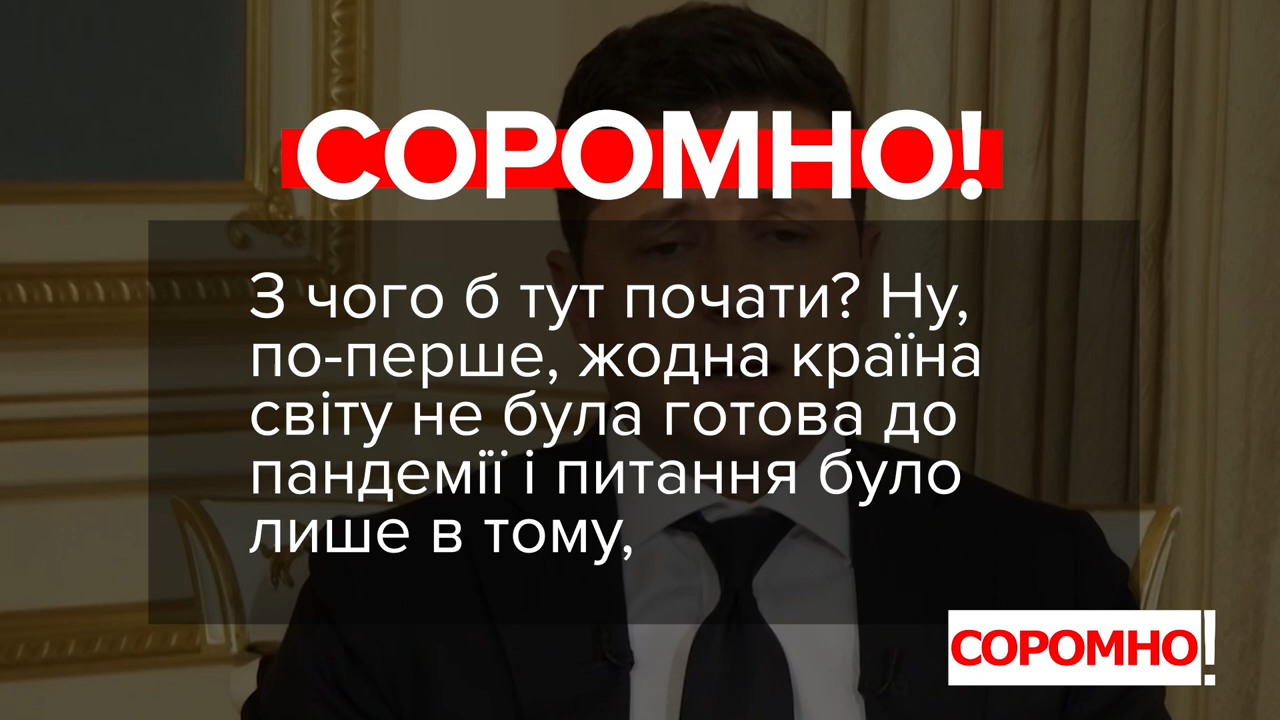 СОРОМНО!
З чого б тут почати? Ну,
по-перше, жодна країна
світу не була готова до
пандемії і питання було
лише в тому,
СОРОМНО!